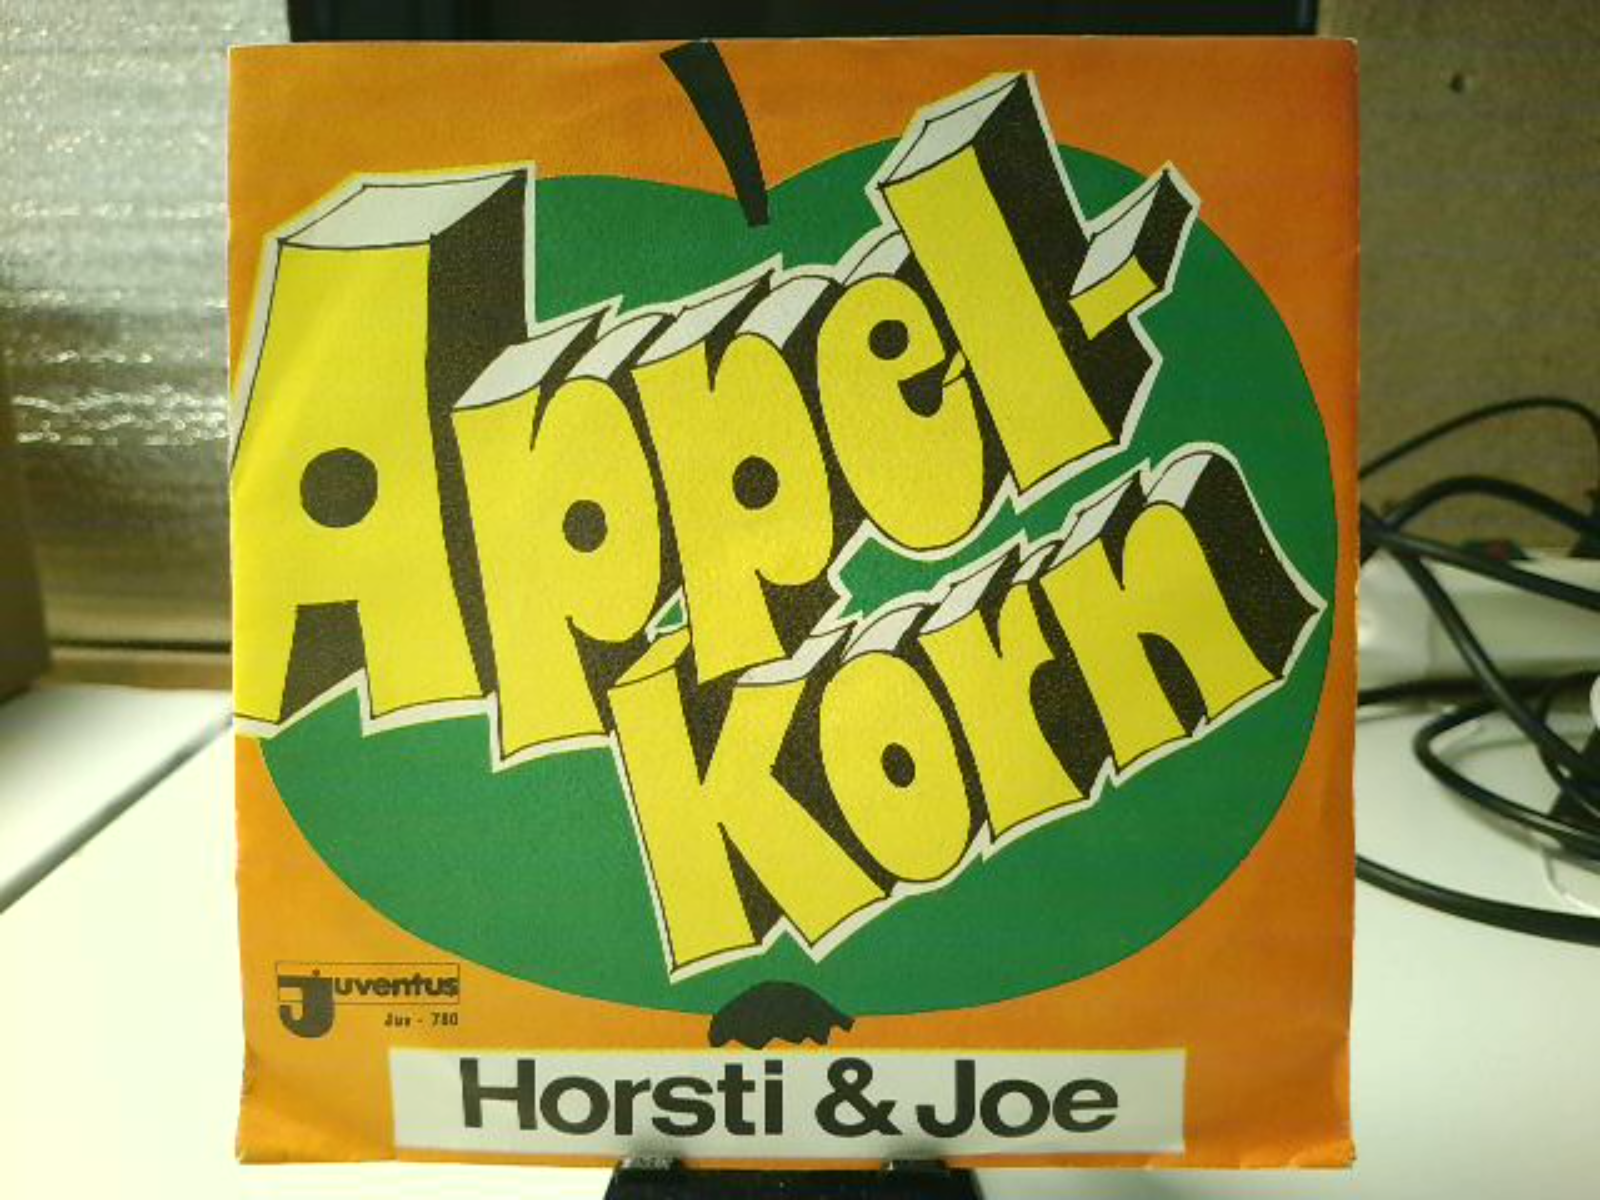 Appel-
Korn
Juventus
Juv - 780
Horsti & Joe